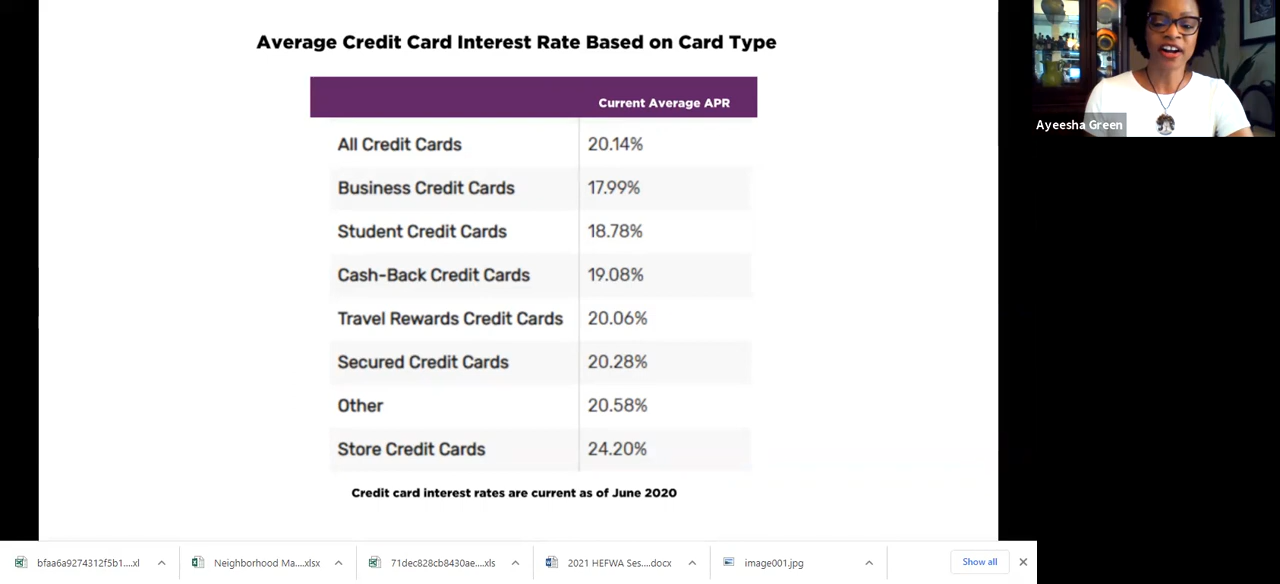 Average Credit Card Interest Rate Based on Card Type
Current Average APR
All Credit Cards 20.14%
Business Credit Cards 17.99%
Student Credit Cards 18.78%
Cash-Back Credit Cards 19.08%
Travel Rewards Credit Cards 20.06%
Secured Credit Cards 20.28%
Other 20.58%
Store Credit Cards 24.20%
Credit card interest rates are current as of June 2020
Ayeesha Green
bfaa6a9274312f5b1....xl
Neighborhood Ma....xlsx
71dec828cb8430ae....xls
2021 HEFWA Ses....docx
image001.jpg
Show all